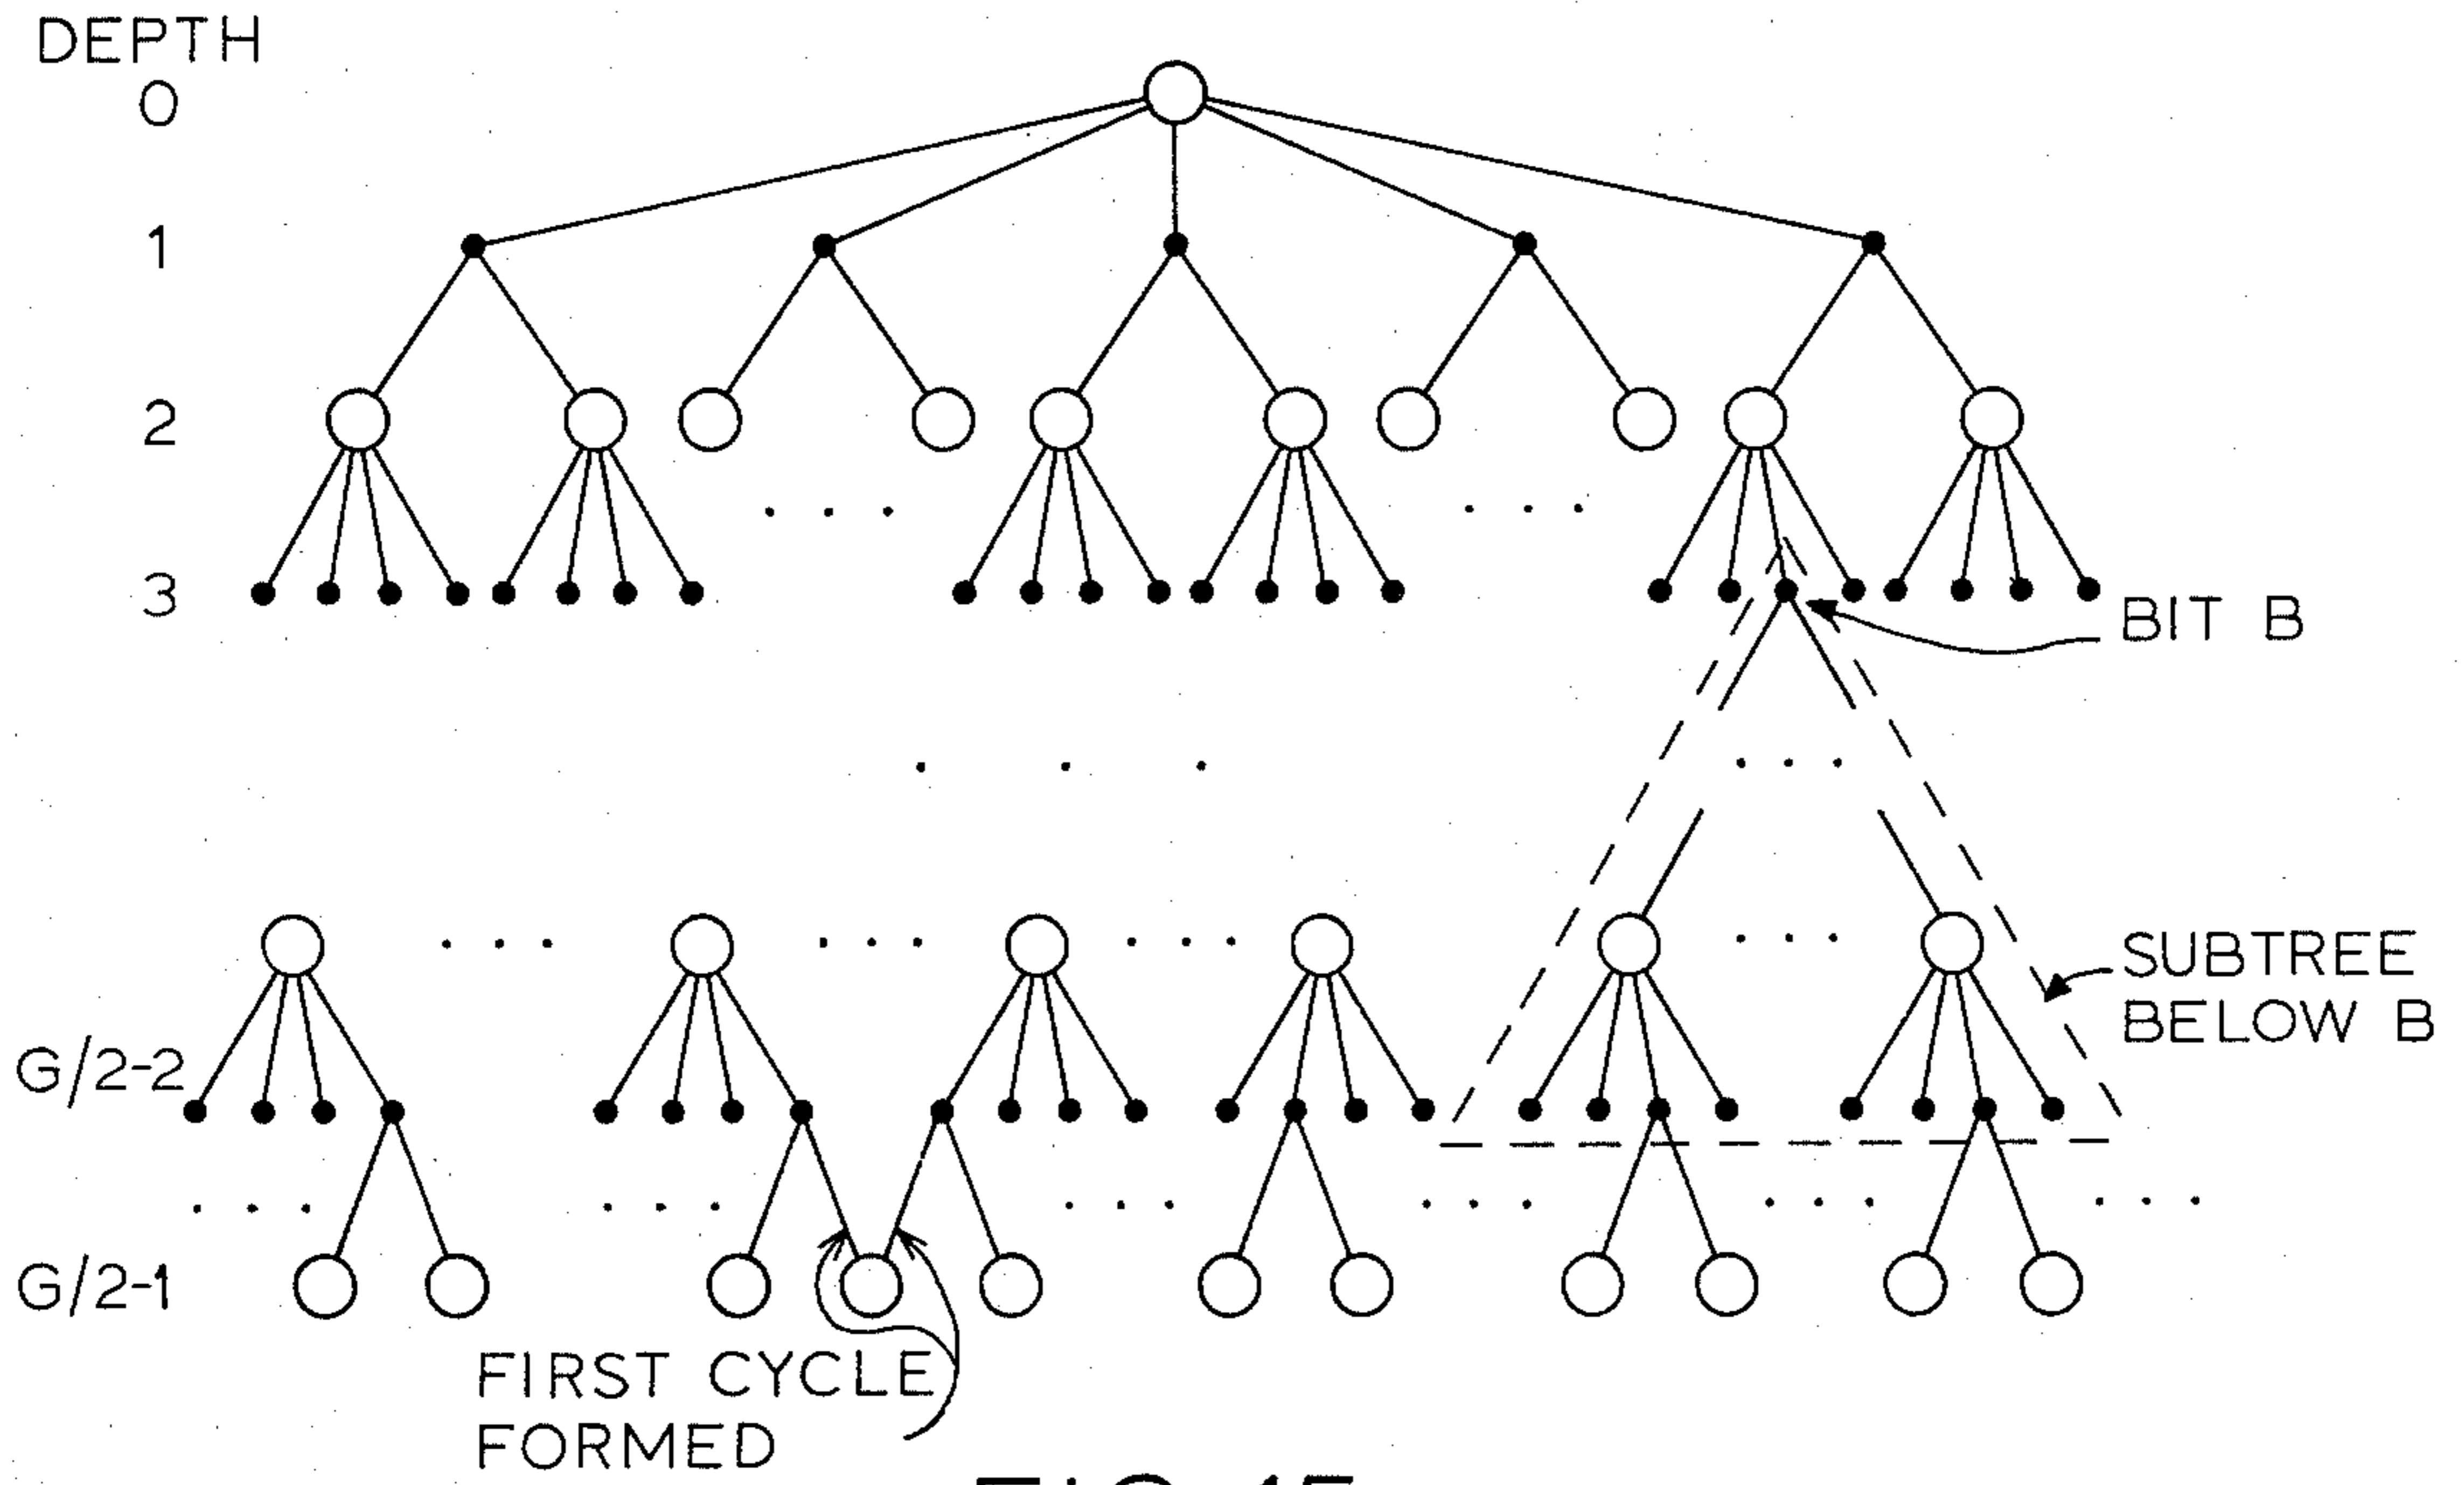 DEPTH
0
1
2
3
BIT B
SUBTREE
BELOW B
G/2-2
G/2-1
FIRST CYCLE
FORMED